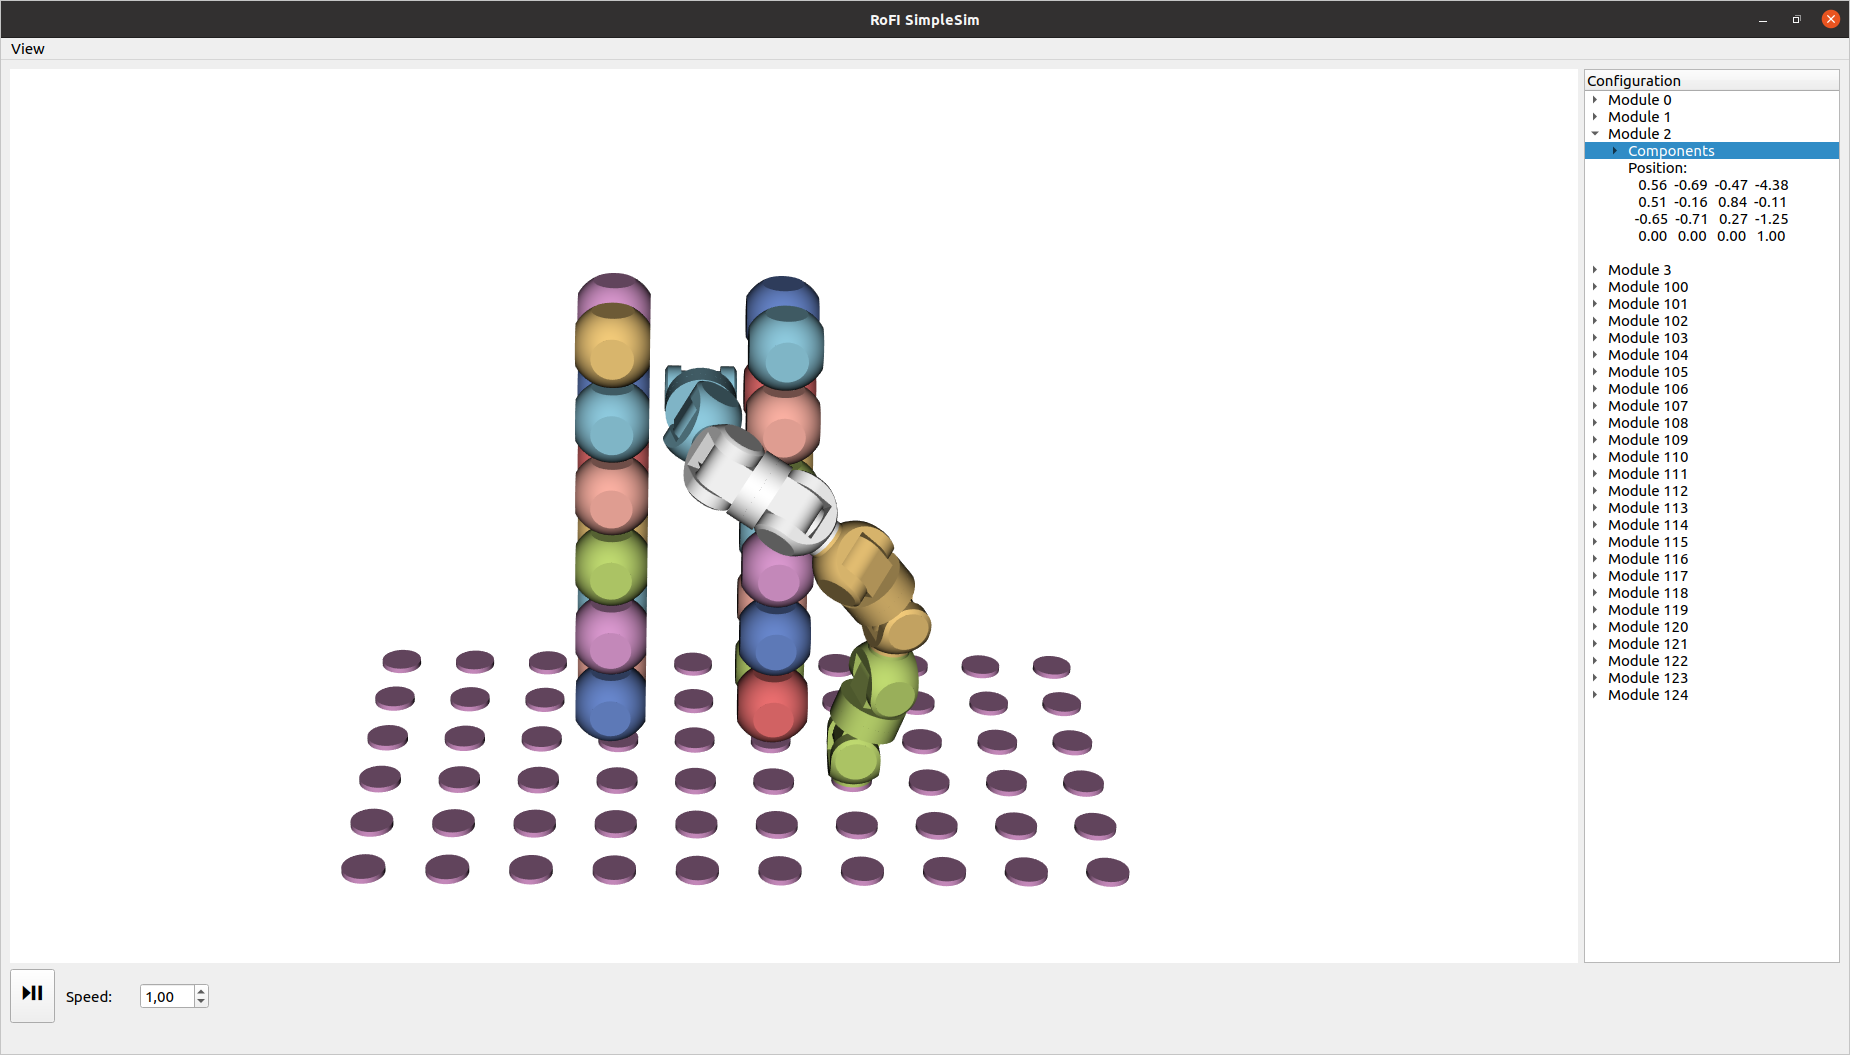 RoFI SimpleSim
View
Configuration
Module 0
Module 1
Module 2
Components
Position:
0.56 -0.69 -0.47 -4.38
0.51 -0.16 0.84 -0.11
-0.65 -0.71 0.27 -1.25
0.00 0.00 0.00 1.00
Module 3
Module 100
Module 101
Module 102
Module 103
Module 104
Module 105
Module 106
Module 107
Module 108
Module 109
Module 110
Module 111
Module 112
Module 113
Module 114
Module 115
Module 116
Module 117
Module 118
Module 119
Module 120
Module 121
Module 122
Module 123
Module 124
Speed: 1,00